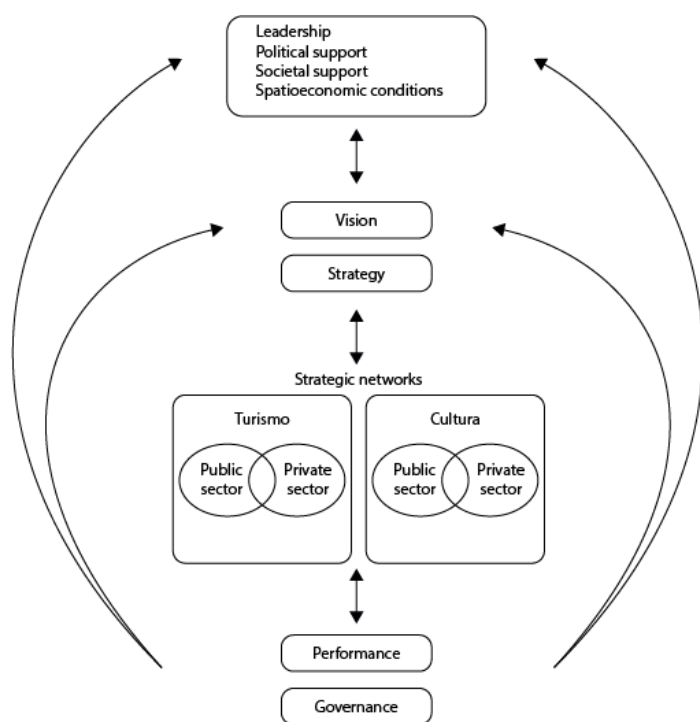 Leadership
Political support
Societal support
Spatioeconomic conditions
Vision
Strategy
Strategic networks
Turismo
Public
sector
Private
sector
Cultura
Public
sector
Private
sector
Performance
Governance